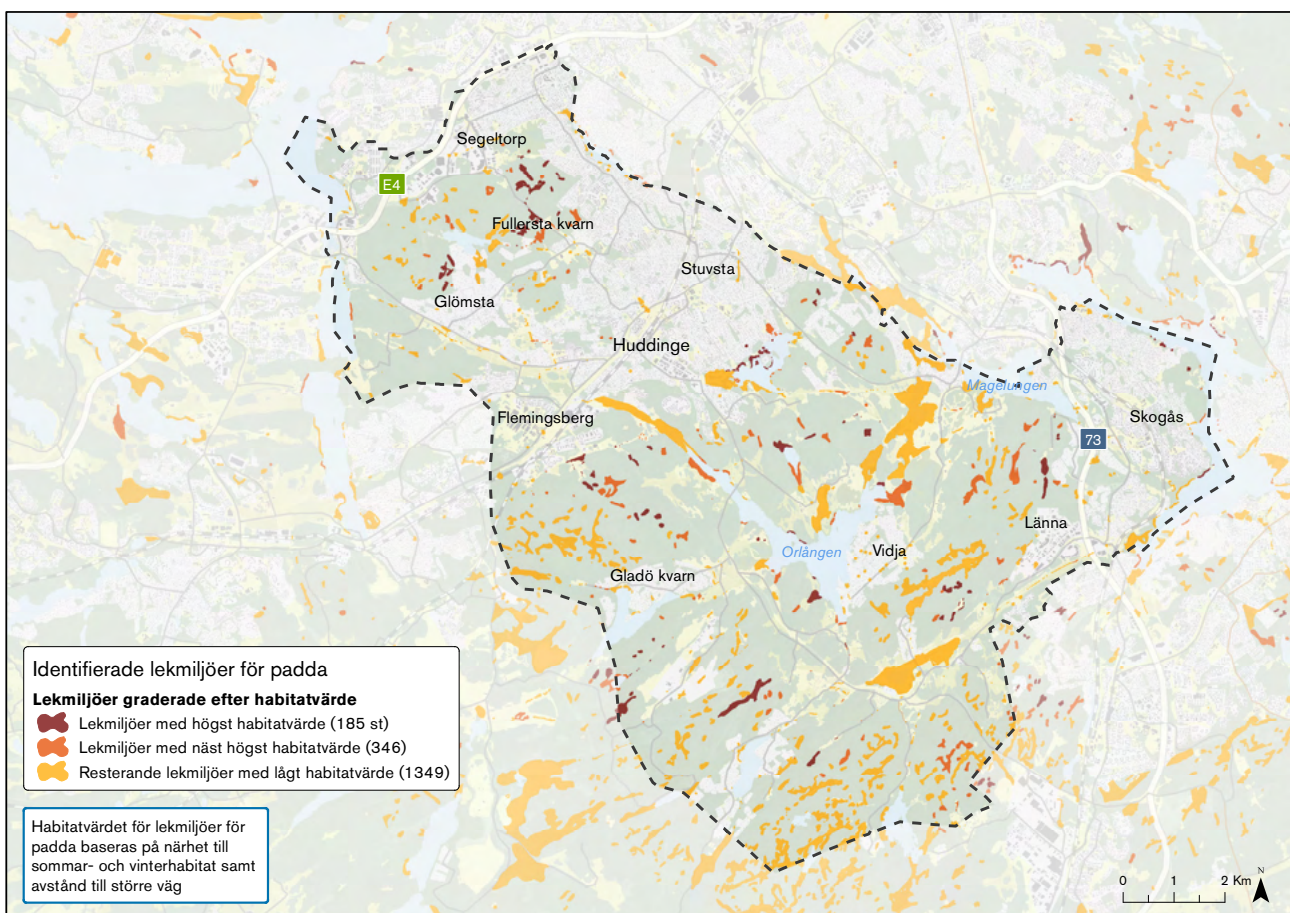 Segeltorp
E4
Fullersta kvarn
Stuvsta
Glömsta
Huddinge
Magelungen
Flemingsberg
Skogås
73
Länna
Orlången
Vidja
Gladö kvarn
Identifierade lekmiljöer för padda
Lekmiljöer graderade efter habitatvärde
Lekmiljöer med högst habitatvärde (185 st)
Lekmiljöer med näst högst habitatvärde (346)
Resterande lekmiljöer med lågt habitatvärde (1349)
Habitatvärdet för lekmiljöer för
padda baseras på närhet till
sommar- och vinterhabitat samt
avstånd till större väg
0 1 2 Km
N